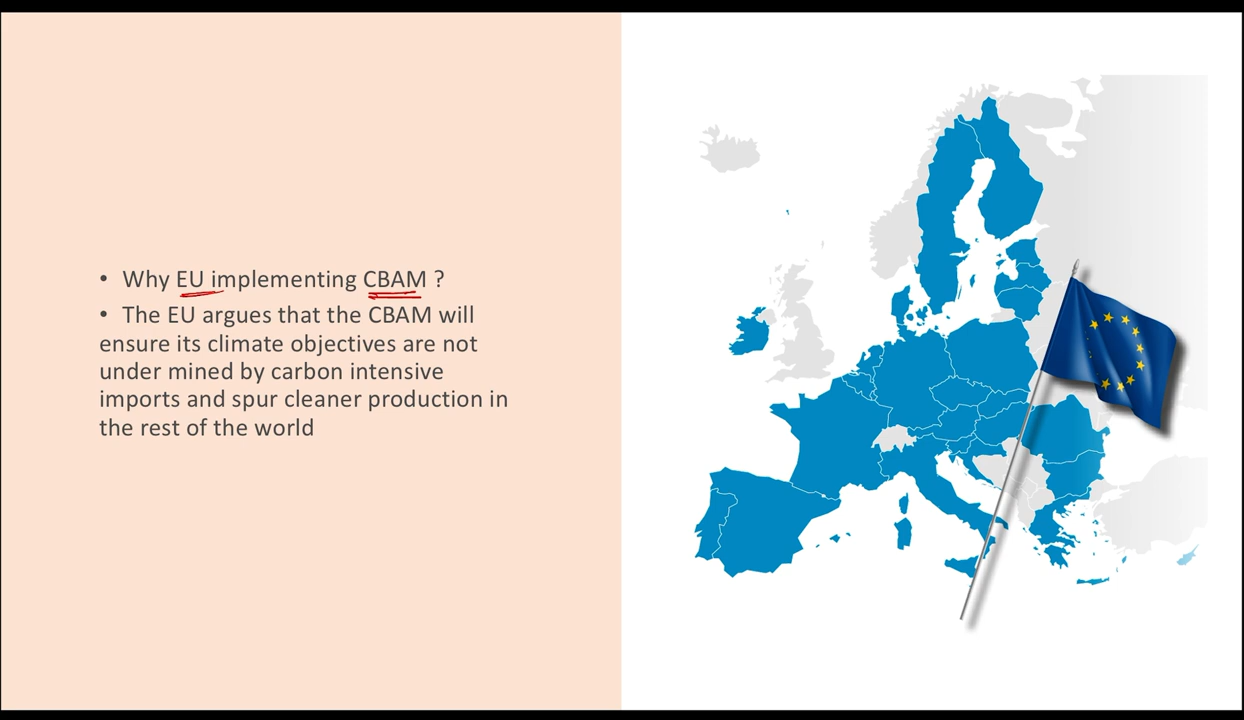 • Why EU implementing CBAM ?
• The EU argues that the CBAM will
ensure its climate objectives are not
under mined by carbon intensive
imports and spur cleaner production in
the rest of the world